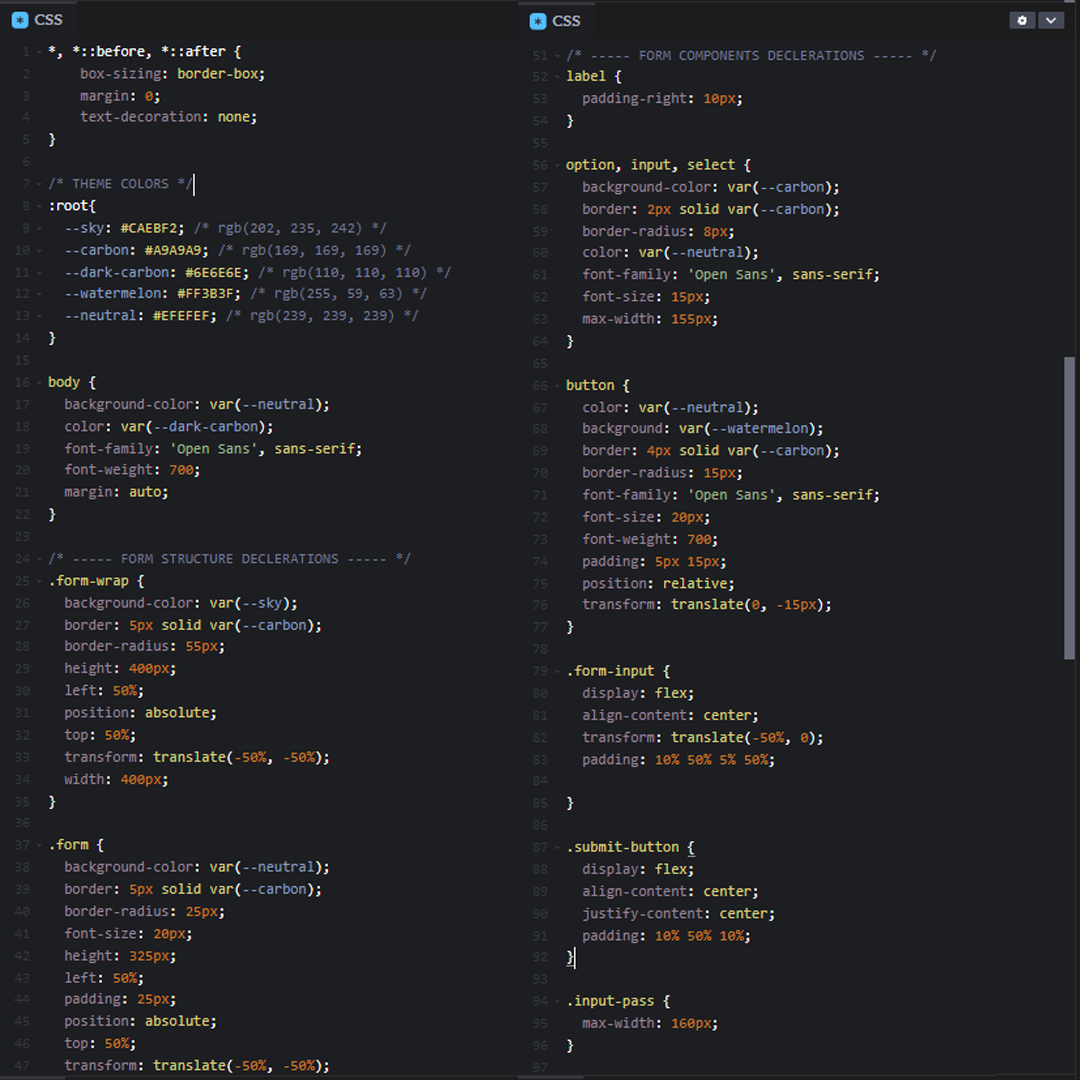 CSS
1 *, *::before, *::after {
2 box-sizing: border-box;
3 margin: 0;
4 text-decoration: none;
5 }
6
7 /* THEME COLORS */
8 :root{
9 --sky: #CAEBF2; /* rgb(202, 235, 242) */
10 --carbon: #A9A9A9; /* rgb(169, 169, 169) */
11 --dark-carbon: #6E6E6E; /* rgb(110, 110, 110) */
12 --watermelon: #FF3B3F; /* rgb(255, 59, 63) */
13 --neutral: #EFEFEF; /* rgb(239, 239, 239) */
14 }
15
16 body {
17 background-color: var(--neutral);
18 color: var(--dark-carbon);
19 font-family: 'Open Sans', sans-serif;
20 font-weight: 700;
21 margin: auto;
22 }
23
24 /* ----- FORM STRUCTURE DECLERATIONS ----- */
25 .form-wrap {
26 background-color: var(--sky);
27 border: 5px solid var(--carbon);
28 border-radius: 55px;
29 height: 400px;
30 left: 50%;
31 position: absolute;
32 top: 50%;
33 transform: translate(-50%, -50%);
34 width: 400px;
35 }
36
37 .form {
38 background-color: var(--neutral);
39 border: 5px solid var(--carbon);
40 border-radius: 25px;
41 font-size: 20px;
42 height: 325px;
43 left: 50%;
44 padding: 25px;
45 position: absolute;
46 top: 50%;
47 transform: translate(-50%, -50%);
CSS
51 /* ----- FORM COMPONENTS DECLERATIONS ----- */
52 label {
53 padding-right: 10px;
54 }
55
56 option, input, select {
57 background-color: var(--carbon);
58 border: 2px solid var(--carbon);
59 border-radius: 8px;
60 color: var(--neutral);
61 font-family: 'Open Sans', sans-serif;
62 font-size: 15px;
63 max-width: 155px;
64 }
65
66 button {
67 color: var(--neutral);
68 background: var(--watermelon);
69 border: 4px solid var(--carbon);
70 border-radius: 15px;
71 font-family: 'Open Sans', sans-serif;
72 font-size: 20px;
73 font-weight: 700;
74 padding: 5px 15px;
75 position: relative;
76 transform: translate(0, -15px);
77 }
78
79 .form-input {
80 display: flex;
81 align-content: center;
82 transform: translate(-50%, 0);
83 padding: 10% 50% 5% 50%;
84
85 }
86
87 .submit-button {
88 display: flex;
89 align-content: center;
90 justify-content: center;
91 padding: 10% 50% 10%;
92 }
93
94 .input-pass {
95 max-width: 160px;
96 }
97